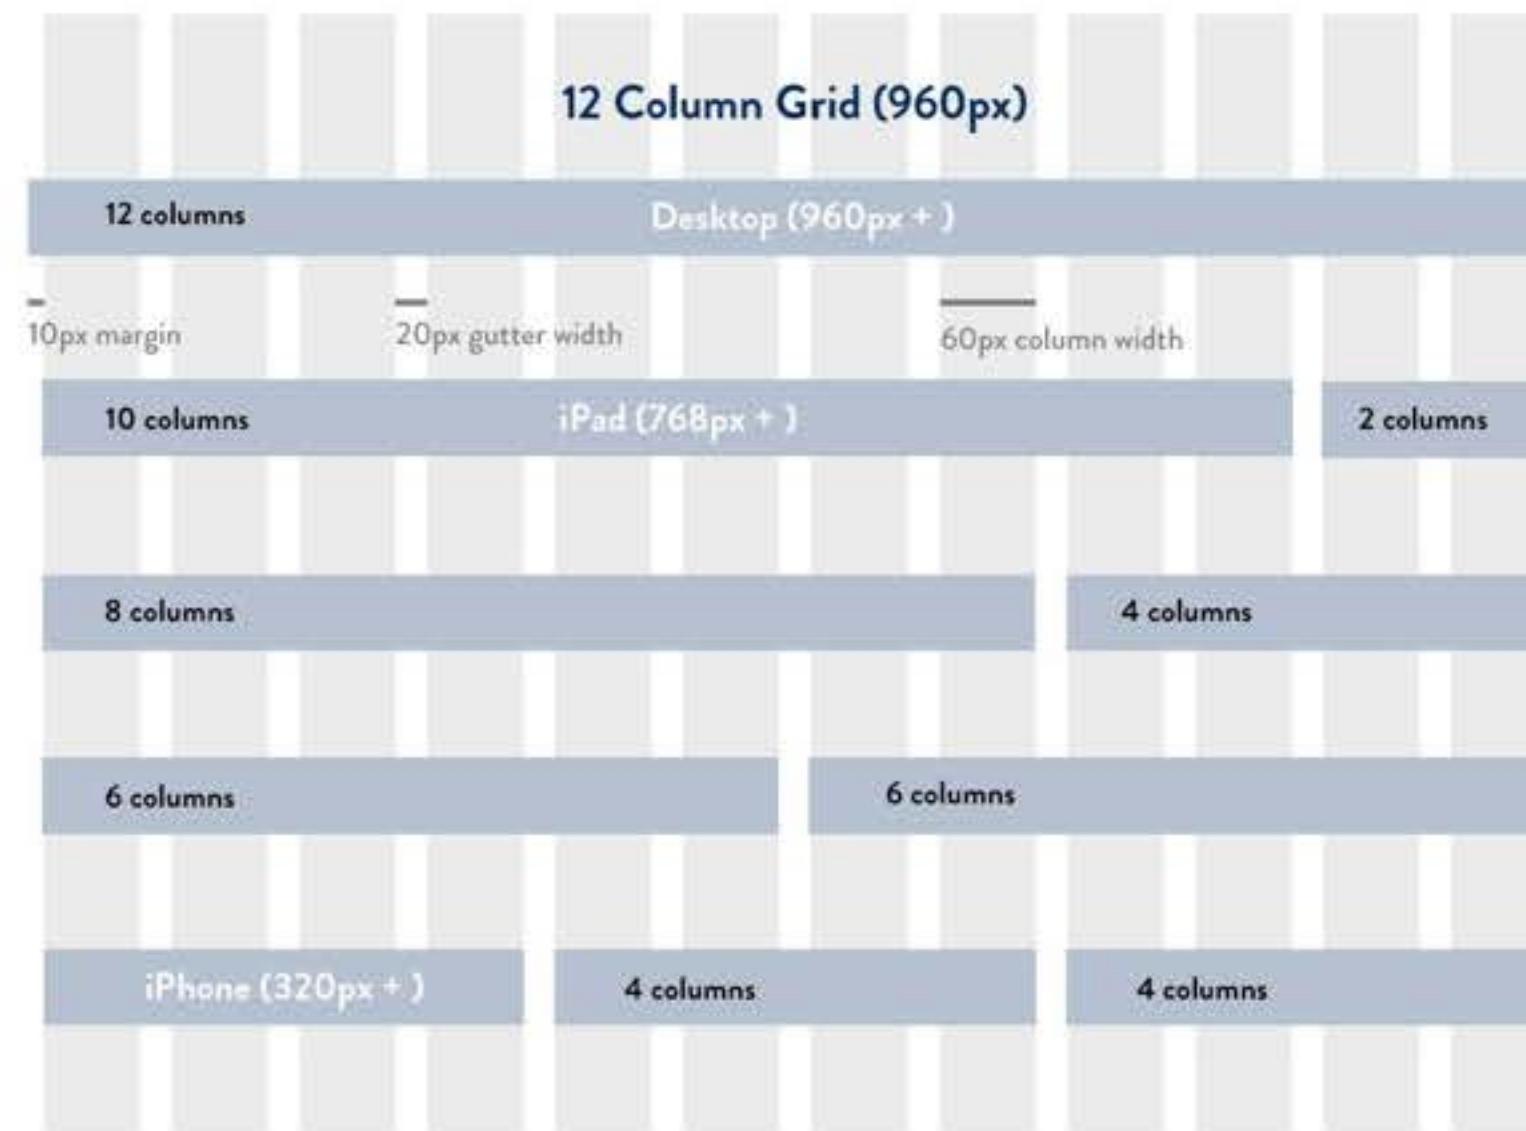 12 Column Grid (960px)
12 columns Desktop (960px + )
10px margin 20px gutter width 60px column width
10 columns iPad (768px + ) 2 columns
8 columns 4 columns
6 columns 6 columns
iPhone (320px + ) 4 columns 4 columns